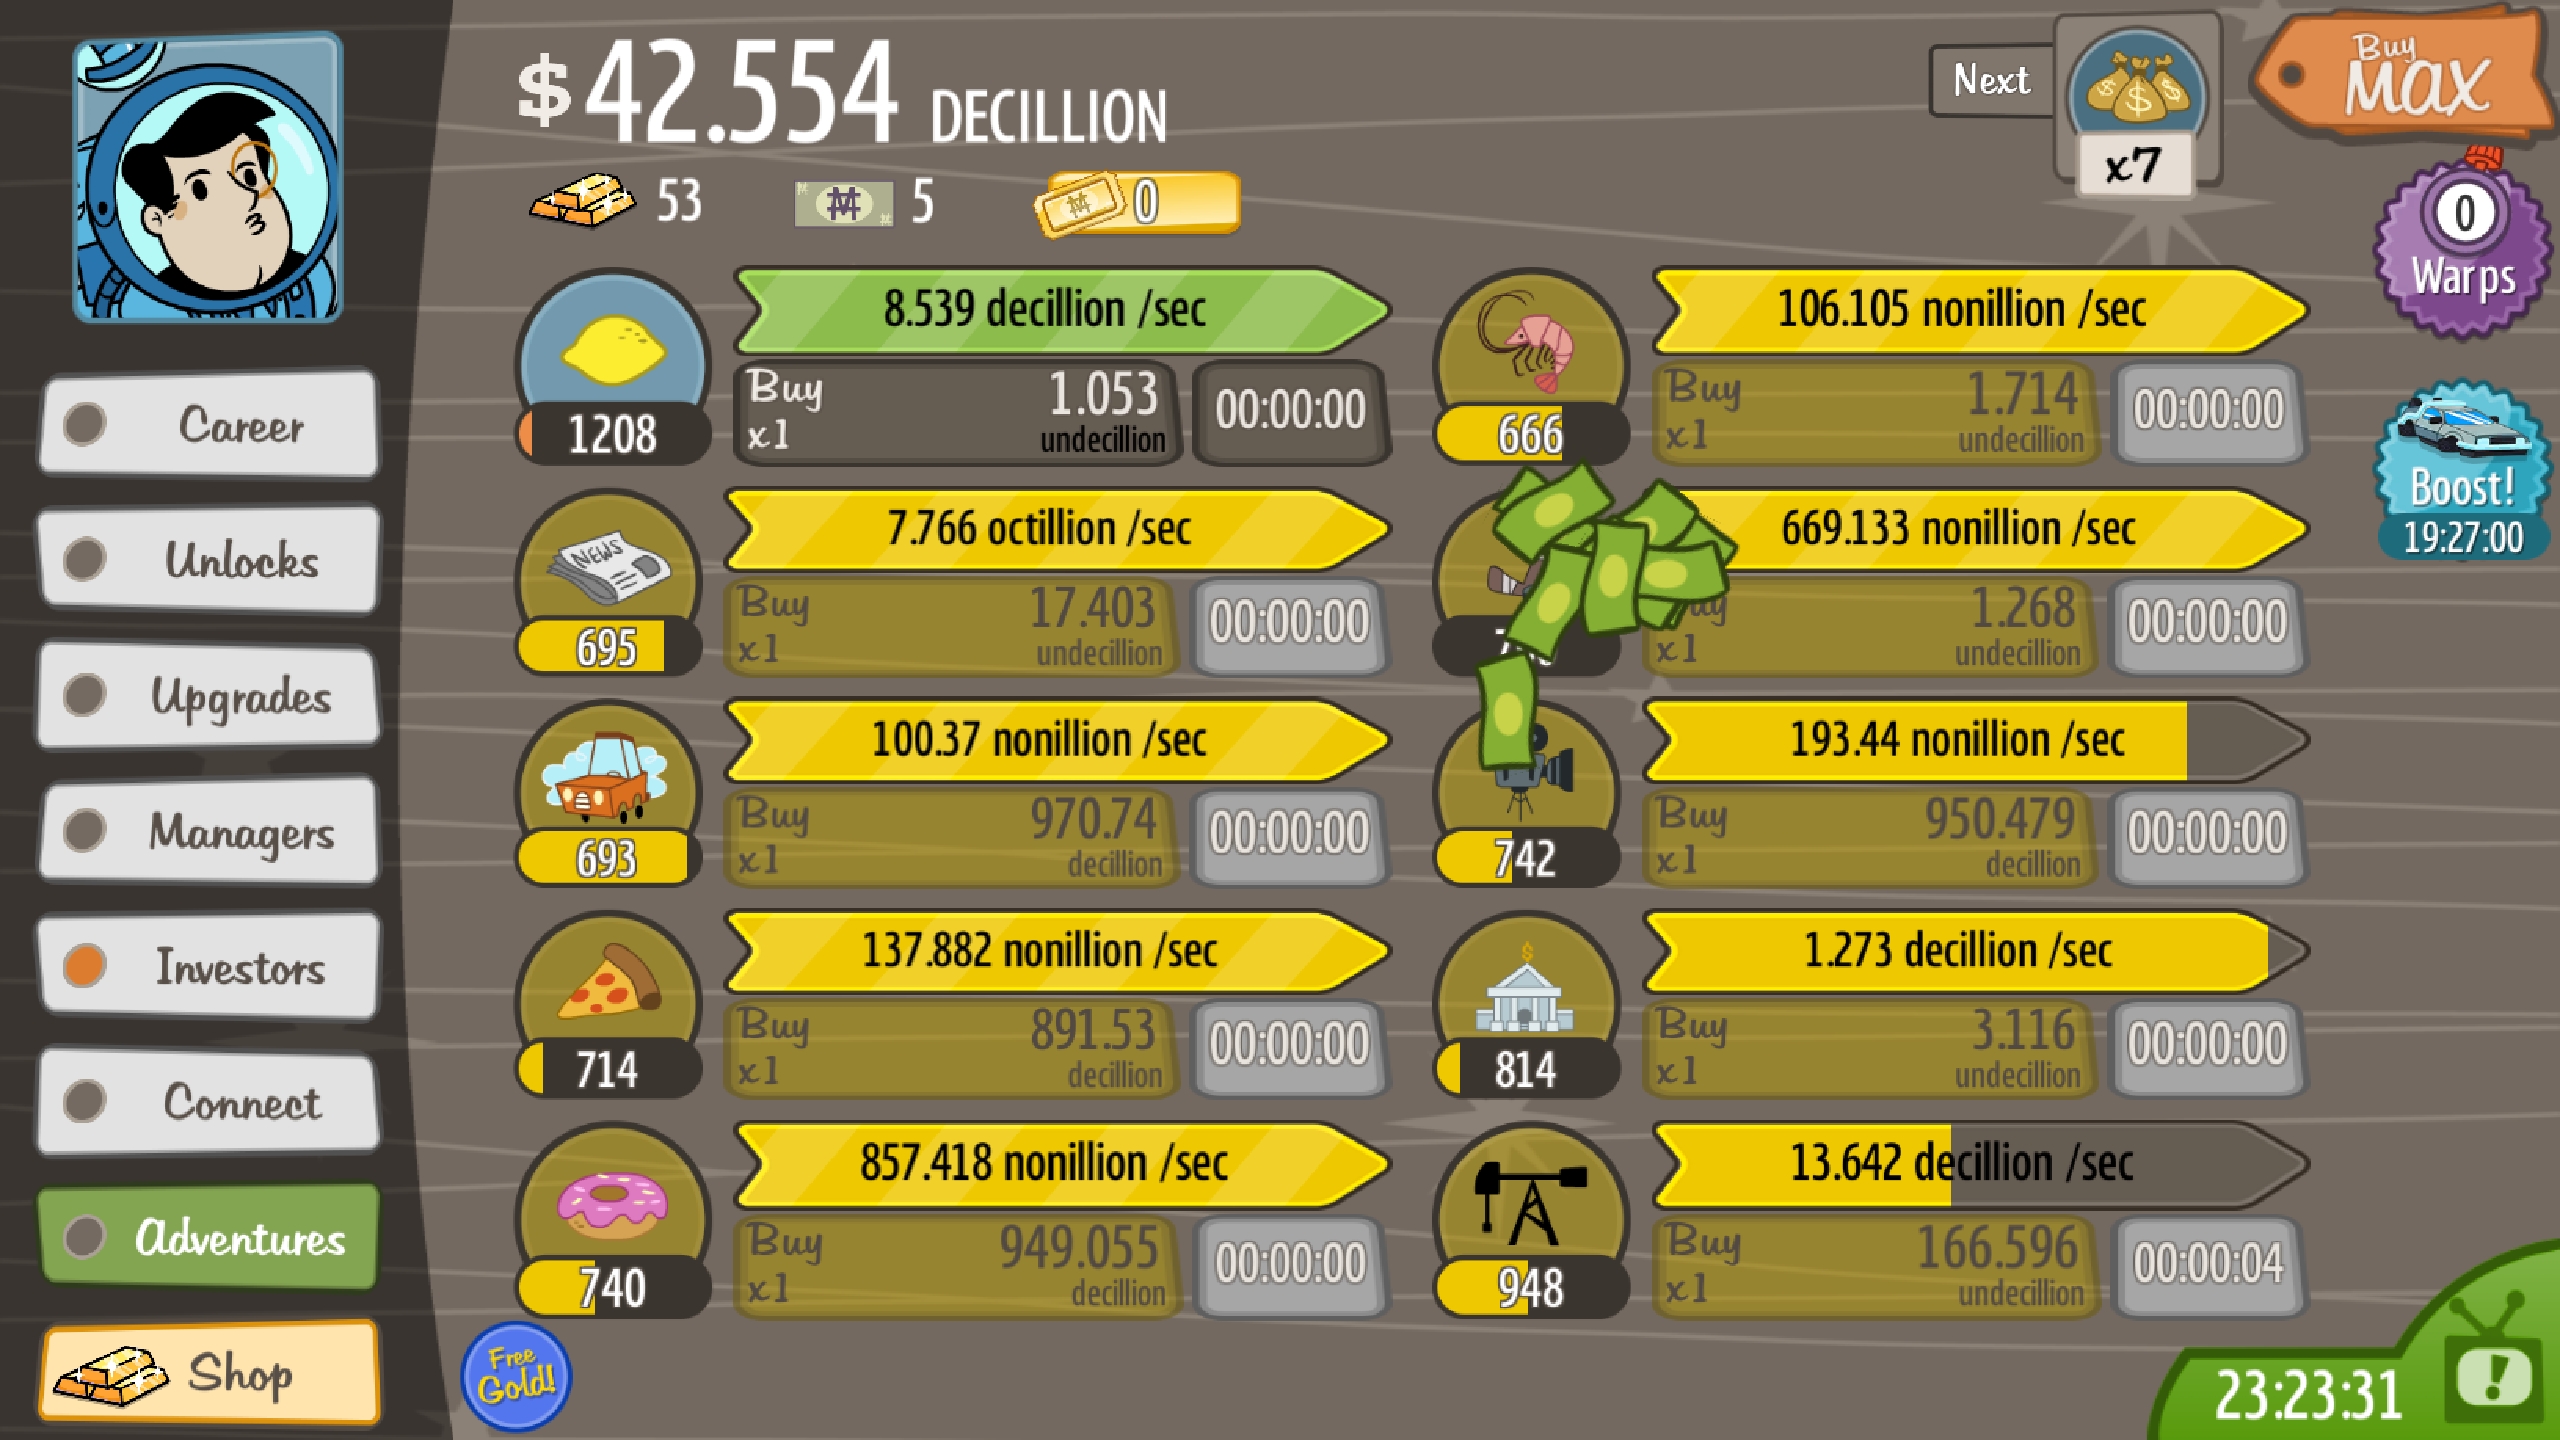 $42.554 DECILLION
Next
x7
Buy
MAX
53
5
0
0
Warps
Boost!
19:27:00
Career
Unlocks
Upgrades
Managers
Investors
Connect
Adventures
Shop
8.539 decillion /sec
1208
Buy
x1
1.053
undecillion
00:00:00
NEWS
7.766 octillion /sec
695
Buy
x1
17.403
undecillion
00:00:00
100.37 nonillion /sec
693
Buy
x1
970.74
decillion
00:00:00
137.882 nonillion /sec
714
Buy
x1
891.53
decillion
00:00:00
857.418 nonillion /sec
740
Buy
x1
949.055
decillion
00:00:00
106.105 nonillion /sec
666
Buy
x1
1.714
undecillion
00:00:00
669.133 nonillion /sec
x1
1.268
undecillion
00:00:00
193.44 nonillion /sec
742
Buy
x1
950.479
decillion
00:00:00
1.273 decillion /sec
814
Buy
x1
3.116
undecillion
00:00:00
13.642 decillion /sec
948
Buy
x1
166.596
undecillion
00:00:04
Free
Gold!
23:23:31
!